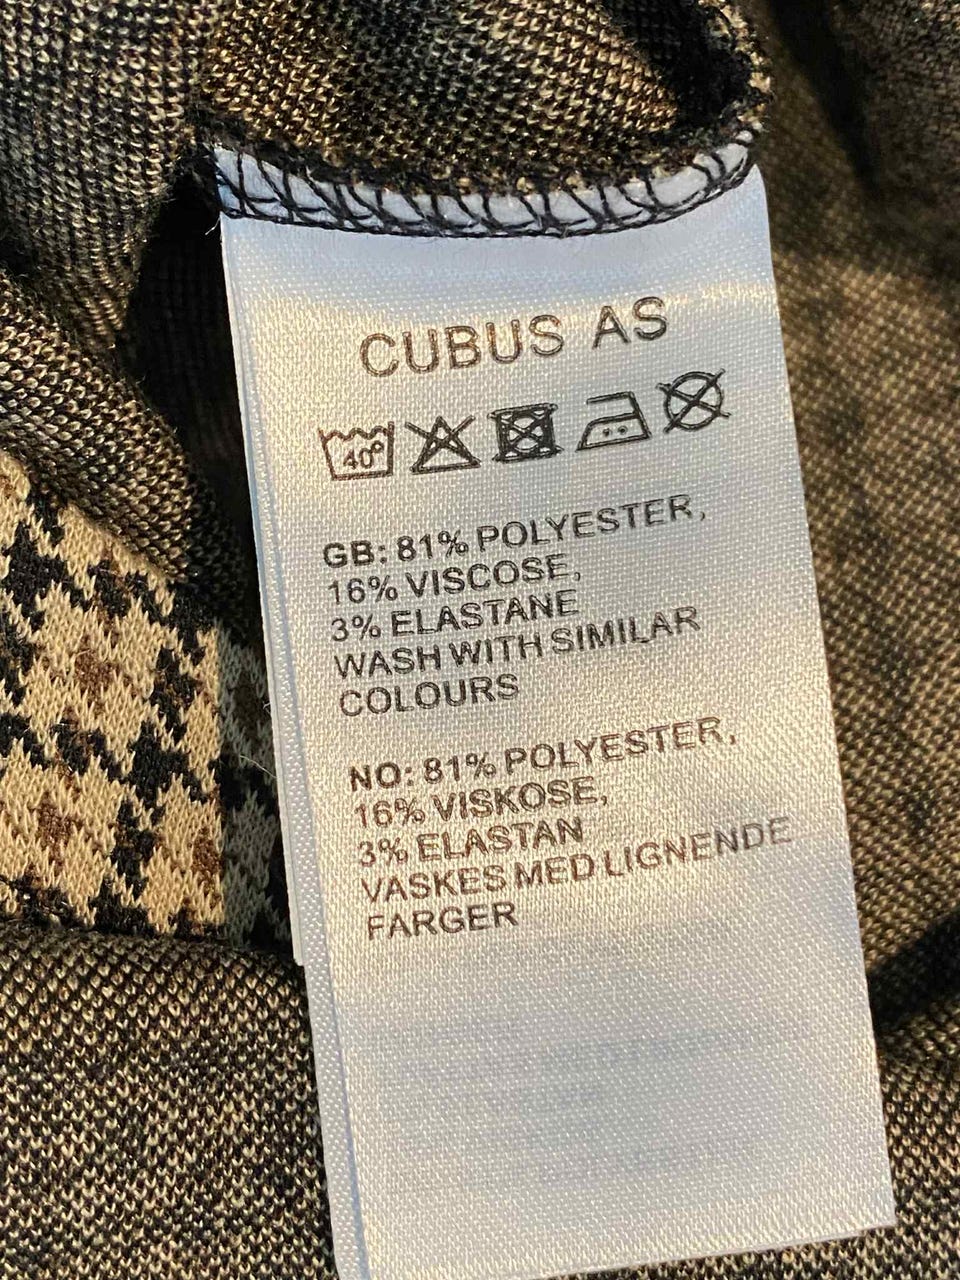 CUBUS AS
40°
GB: 81% POLYESTER,
16% VISCOSE,
3% ELASTANE
WASH WITH SIMILAR
COLOURS
NO: 81% POLYESTER,
16% VISKOSE,
3% ELASTAN
VASKES MED LIGNENDE
FARGER